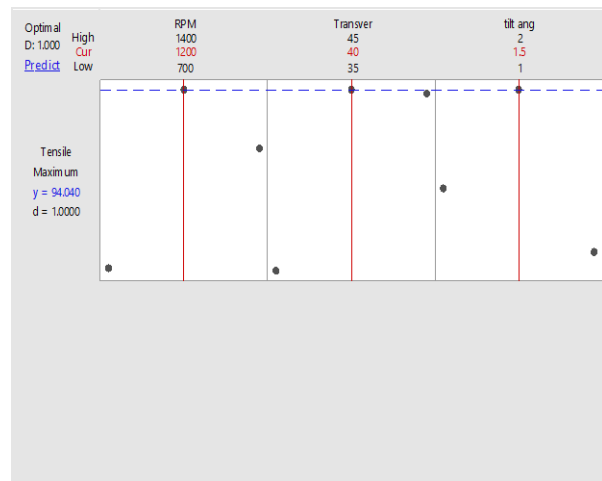 Optimal RPM Transver tilt ang
D: 1.000 High 1400 45 2
Cur 1200 40 1.5
Predict Low 700 35 1
Tensile
Maximum
y = 94.040
d = 1.0000